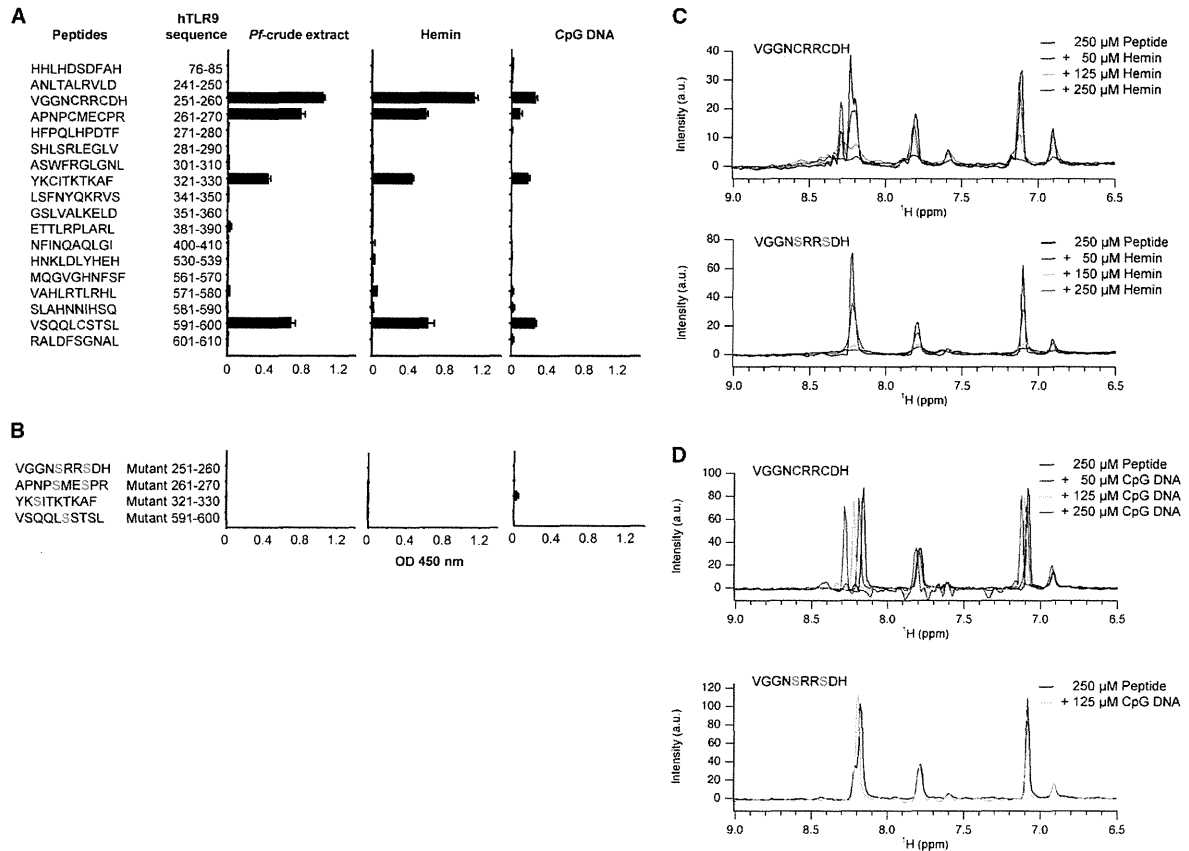 A
Peptides
hTLR9
sequence
Pf-crude extract
Hemin
CpG DNA
HHLHDSDFAH 76-85
ANLTALRVLD 241-250
VGGNCRRCDH 251-260
APNPCMECPR 261-270
HFPQLHPDTF 271-280
SHLSRLEGLV 281-290
ASWFRGLGNL 301-310
YKCITKTKAF 321-330
LSFNYQKRVS 341-350
GSLVALKELD 351-360
ETTLRPLARL 381-390
NFINQAQLGI 400-410
HNKLDLYHEH 530-539
MQGVGHNFSF 561-570
VAHLRTLRHL 571-580
SLAHNNIHSQ 581-590
VSQQLCSTSL 591-600
RALDFSGNAL 601-610
0 0.4 0.8 1.2
0 0.4 0.8 1.2
0 0.4 0.8 1.2
B
VGGNSRRSDH Mutant 251-260
APNPSMESPR Mutant 261-270
YKSITKTKAF Mutant 321-330
VSQQLSSTSL Mutant 591-600
0 0.4 0.8 1.2
0 0.4 0.8 1.2
0 0.4 0.8 1.2
OD 450 nm
C
VGGNCRRCDH
250 µM Peptide
+ 50 µM Hemin
+ 125 µM Hemin
+ 250 µM Hemin
Intensity (a.u.)
40
30
20
10
0
9.0 8.5 8.0 7.5 7.0 6.5
¹H (ppm)
VGGNSRRSDH
250 µM Peptide
+ 50 µM Hemin
+ 150 µM Hemin
+ 250 µM Hemin
Intensity (a.u.)
80
60
40
20
0
9.0 8.5 8.0 7.5 7.0 6.5
¹H (ppm)
D
VGGNCRRCDH
250 µM Peptide
+ 50 µM CpG DNA
+ 125 µM CpG DNA
+ 250 µM CpG DNA
Intensity (a.u.)
100
80
60
40
20
0
9.0 8.5 8.0 7.5 7.0 6.5
¹H (ppm)
VGGNSRRSDH
250 µM Peptide
+ 125 µM CpG DNA
Intensity (a.u.)
120
100
80
60
40
20
0
9.0 8.5 8.0 7.5 7.0 6.5
¹H (ppm)